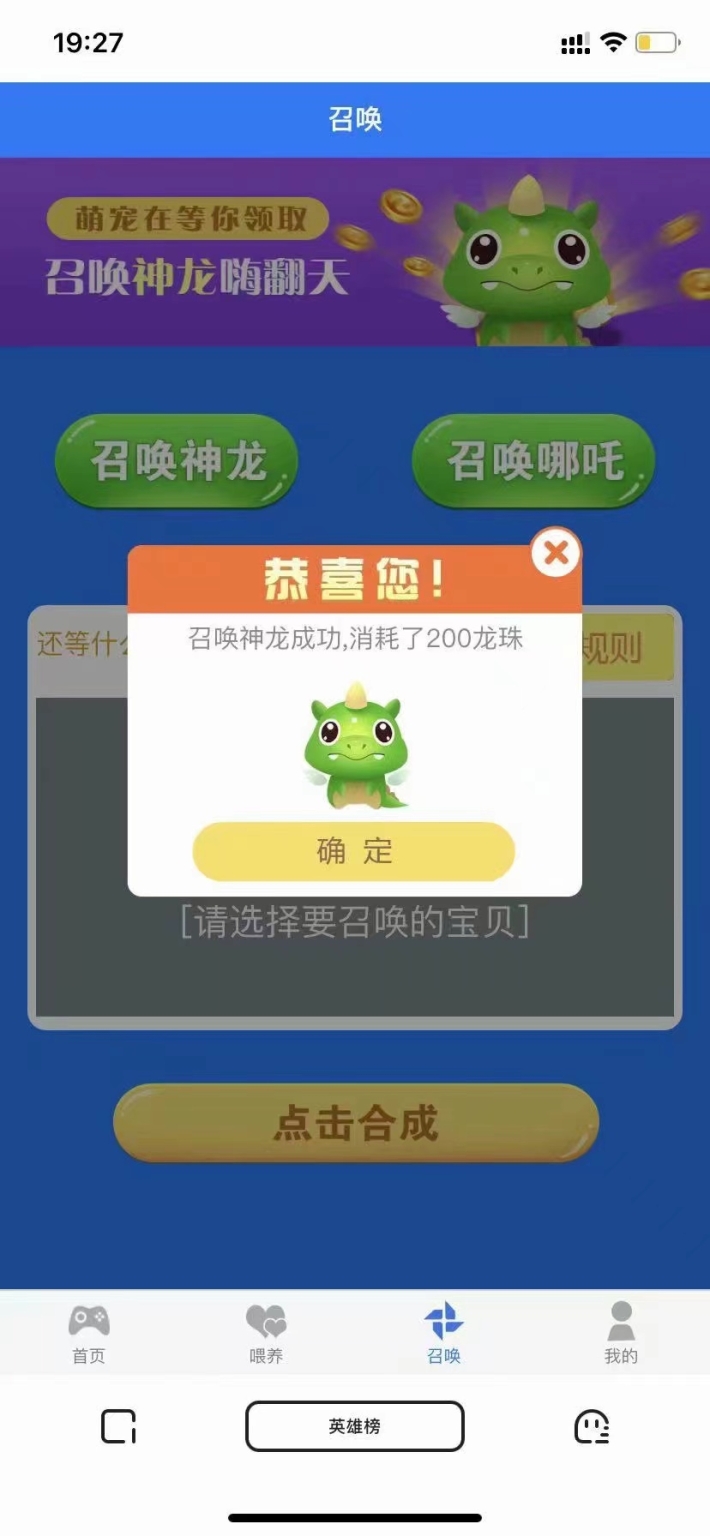 19:27
召唤
萌宠在等你领取
召唤神龙嗨翻天
召唤神龙
召唤哪吒
恭喜您!
还等什么
召唤神龙成功,消耗了200龙珠
规则
确 定
[请选择要召唤的宝贝]
点击合成
首页
喂养
召唤
我的
英雄榜